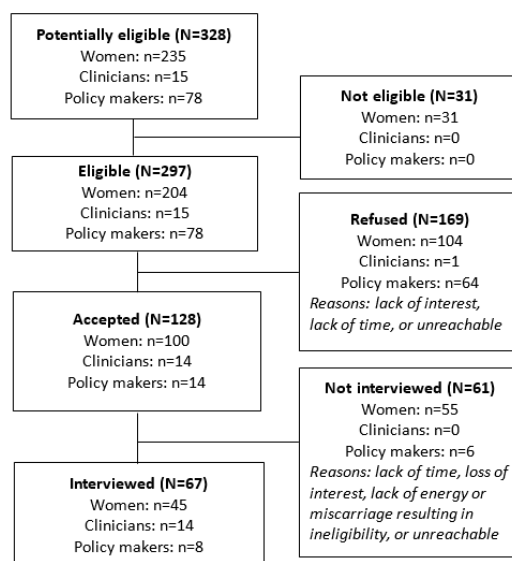 Potentially eligible (N=328)
Women: n=235
Clinicians: n=15
Policy makers: n=78
Not eligible (N=31)
Women: n=31
Clinicians: n=0
Policy makers: n=0
Eligible (N=297)
Women: n=204
Clinicians: n=15
Policy makers: n=78
Refused (N=169)
Women: n=104
Clinicians: n=1
Policy makers: n=64
Reasons: lack of interest,
lack of time, or unreachable
Accepted (N=128)
Women: n=100
Clinicians: n=14
Policy makers: n=14
Not interviewed (N=61)
Women: n=55
Clinicians: n=0
Policy makers: n=6
Reasons: lack of time, loss of
interest, lack of energy or
miscarriage resulting in
ineligibility, or unreachable
Interviewed (N=67)
Women: n=45
Clinicians: n=14
Policy makers: n=8